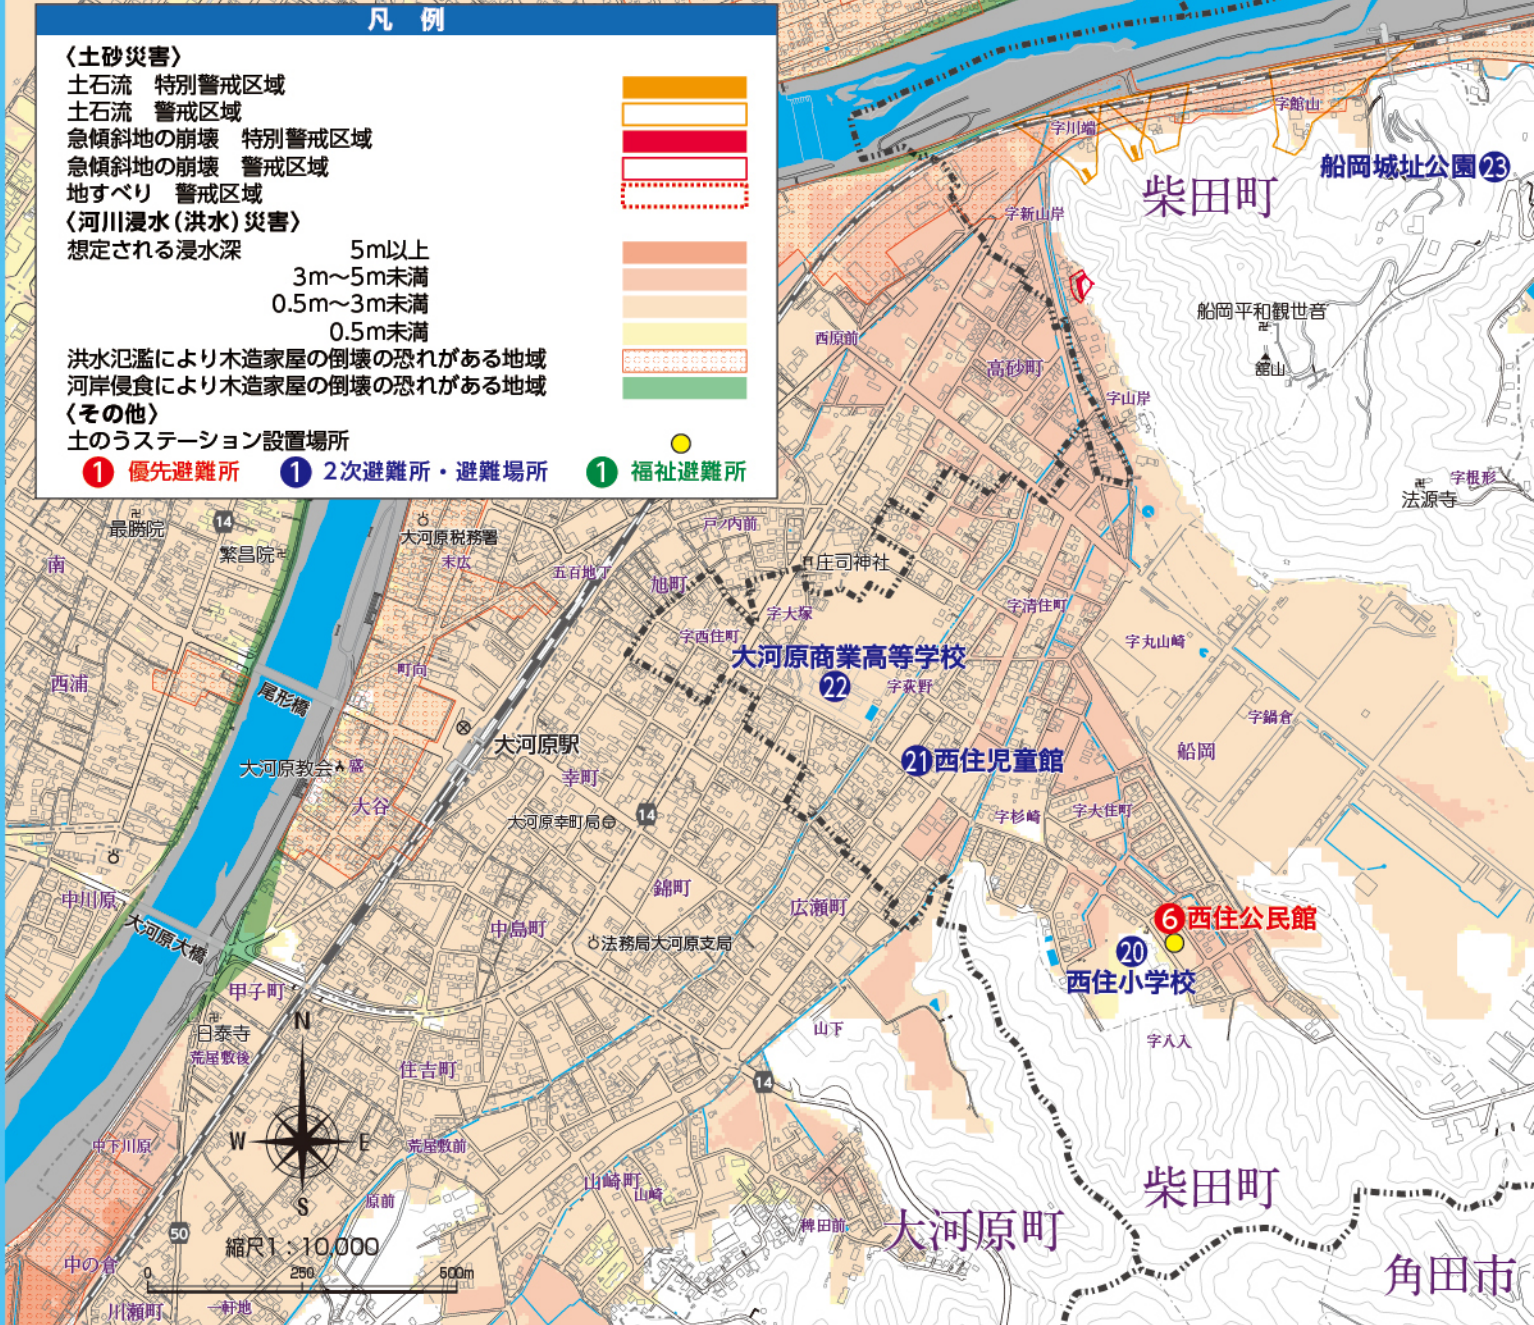 凡 例
〈土砂災害〉
土石流 特別警戒区域
土石流 警戒区域
急傾斜地の崩壊 特別警戒区域
急傾斜地の崩壊 警戒区域
地すべり 警戒区域
〈河川浸水(洪水)災害〉
想定される浸水深 5m以上
3m～5m未満
0.5m～3m未満
0.5m未満
洪水氾濫により木造家屋の倒壊の恐れがある地域
河岸侵食により木造家屋の倒壊の恐れがある地域
〈その他〉
土のうステーション設置場所
1 優先避難所 1 2次避難所・避難場所 1 福祉避難所
字館山
字川端
船岡城址公園23
柴田町
字新山岸
船岡平和観世音
西原前
舘山
高砂町
字山岸
字根形
法源寺
最勝院
14
大河原税務署
戸ノ内前
繁昌院
末広
南
五百地丁
旭町
庄司神社
字清住町
字大塚
字西住町
字丸山崎
大河原商業高等学校
22
字荻野
町向
西浦
尾形橋
字鍋倉
大河原駅
船岡
21西住児童館
大河原教会
盛
幸町
大谷
14
大河原幸町局
字杉崎
字大住町
錦町
中川原
広瀬町
6西住公民館
大河原大橋
中島町
法務局大河原支局
20
西住小学校
甲子町
N
日泰寺
山下
字八入
荒屋敷後
住吉町
14
中下川原
W
E
荒屋敷前
山崎町
山崎
柴田町
S
原前
稗田前
大河原町
50
縮尺1：10,000
中の倉
0
250
500m
角田市
川瀬町
一軒地